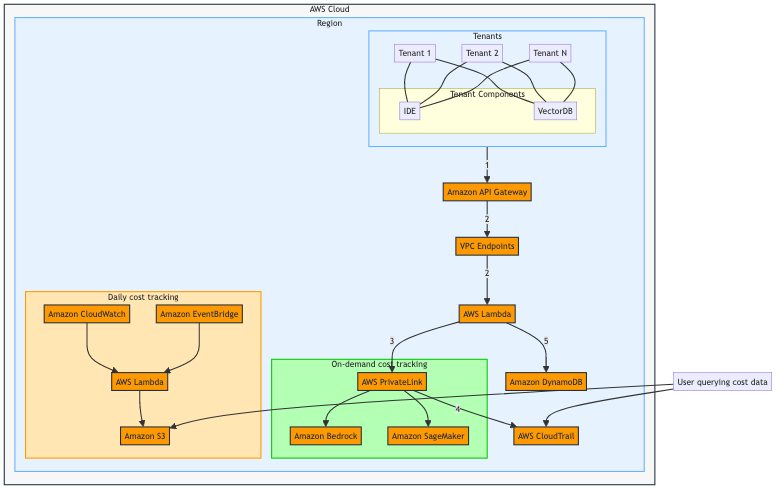 AWS Cloud
Region
Tenants
Tenant 1
Tenant 2
Tenant N
Tenant Components
IDE
VectorDB
1
Amazon API Gateway
2
VPC Endpoints
2
Daily cost tracking
Amazon CloudWatch
Amazon EventBridge
AWS Lambda
3
5
On-demand cost tracking
AWS Lambda
AWS PrivateLink
Amazon DynamoDB
User querying cost data
4
Amazon S3
Amazon Bedrock
Amazon SageMaker
AWS CloudTrail